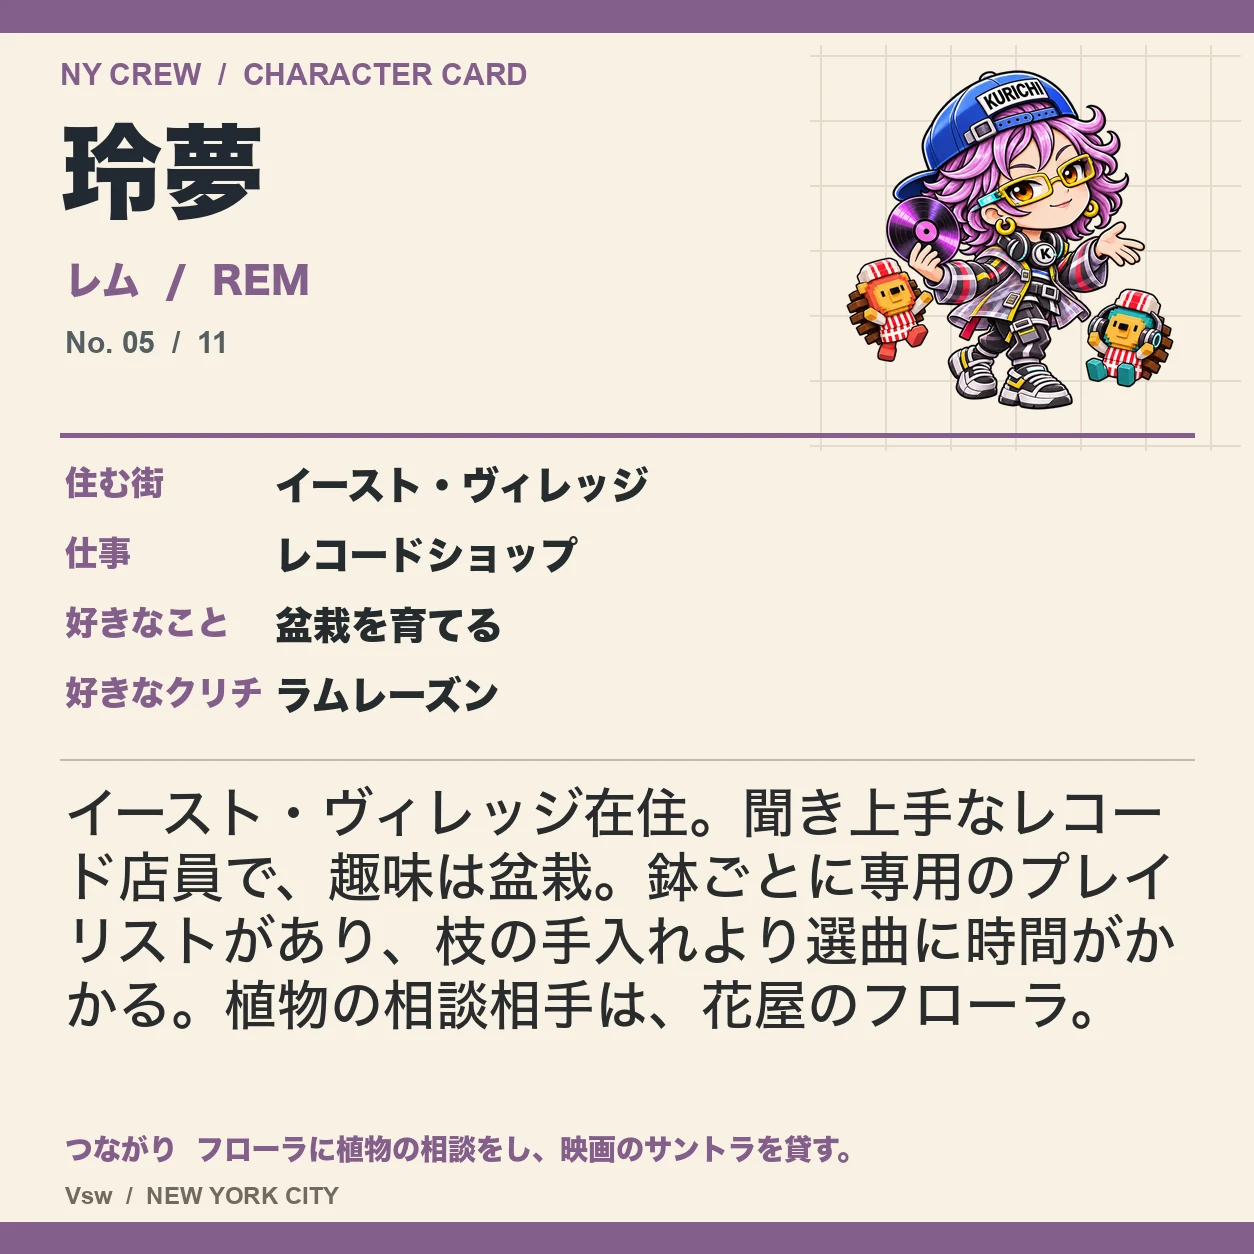 NY CREW / CHARACTER CARD
玲夢
レム / REM
No. 05 / 11
KURICHI
K
住む街 イースト・ヴィレッジ
仕事 レコードショップ
好きなこと 盆栽を育てる
好きなクリチ ラムレーズン
イースト・ヴィレッジ在住。聞き上手なレコー
ド店員で、趣味は盆栽。鉢ごとに専用のプレイ
リストがあり、枝の手入れより選曲に時間がか
かる。植物の相談相手は、花屋のフローラ。
つながり フローラに植物の相談をし、映画のサントラを貸す。
Vsw / NEW YORK CITY